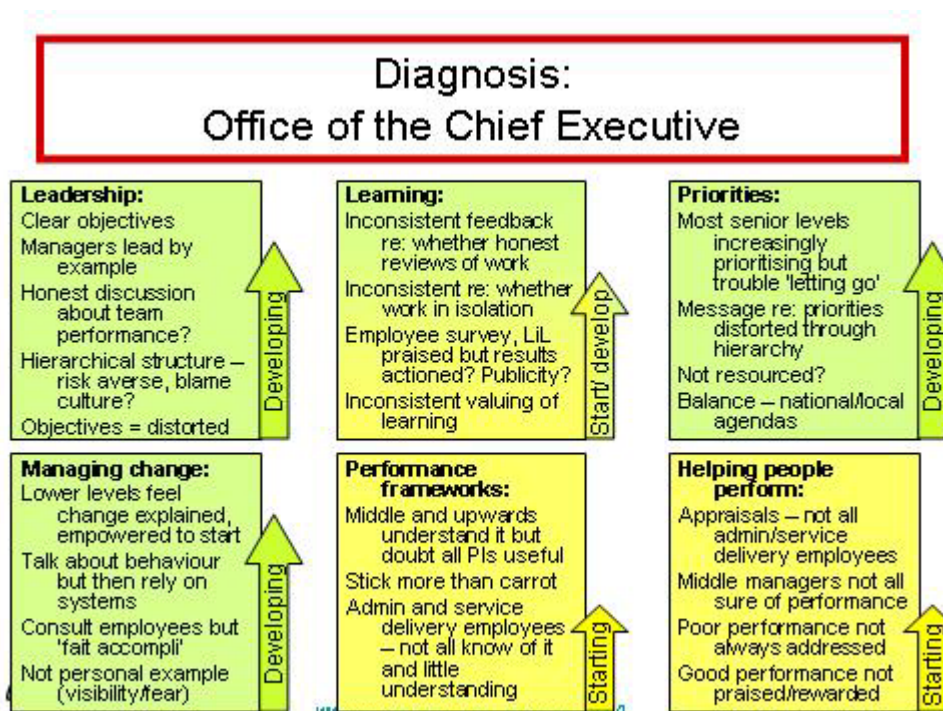 Diagnosis:
Office of the Chief Executive
Leadership:
Clear objectives
Managers lead by
example
Honest discussion
about team
performance?
Hierarchical structure –
risk averse, blame
culture?
Objectives = distorted
Developing
Learning:
Inconsistent feedback
re: whether honest
reviews of work
Inconsistent re: whether
work in isolation
Employee survey, LiL
praised but results
actioned? Publicity?
Inconsistent valuing of
learning
Start/ develop
Priorities:
Most senior levels
increasingly
prioritising but
trouble 'letting go'
Message re: priorities
distorted through
hierarchy
Not resourced?
Balance – national/local
agendas
Developing
Managing change:
Lower levels feel
change explained,
empowered to start
Talk about behaviour
but then rely on
systems
Consult employees but
'fait accompli'
Not personal example
(visibility/fear)
Developing
Performance
frameworks:
Middle and upwards
understand it but
doubt all PIs useful
Stick more than carrot
Admin and service
delivery employees
– not all know of it
and little
understanding
Starting
Helping people
perform:
Appraisals – not all
admin/service
delivery employees
Middle managers not all
sure of performance
Poor performance not
always addressed
Good performance not
praised/rewarded
Starting